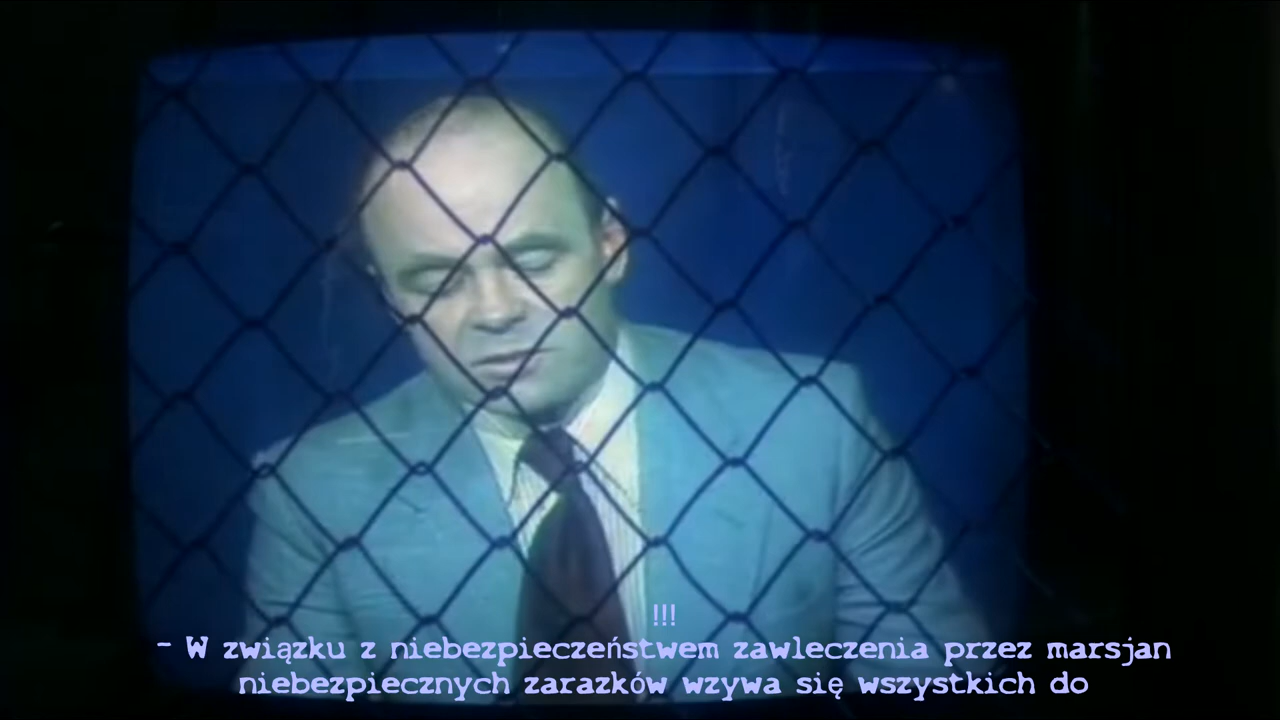 !!!
- W związku z niebezpieczeństwem zawleczenia przez marsjan
niebezpiecznych zarazków wzywa się wszystkich do